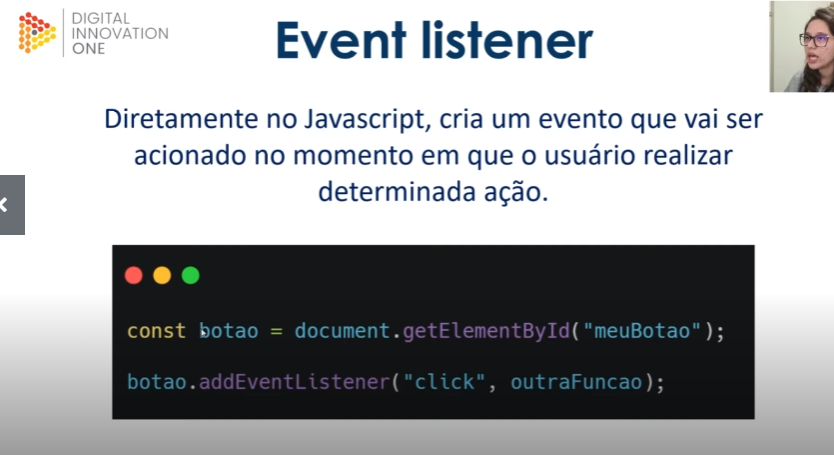 DIGITAL
INNOVATION
ONE
Event listener
Diretamente no Javascript, cria um evento que vai ser
acionado no momento em que o usuário realizar
determinada ação.
const botao = document.getElementById("meuBotao");
botao.addEventListener("click", outraFuncao);